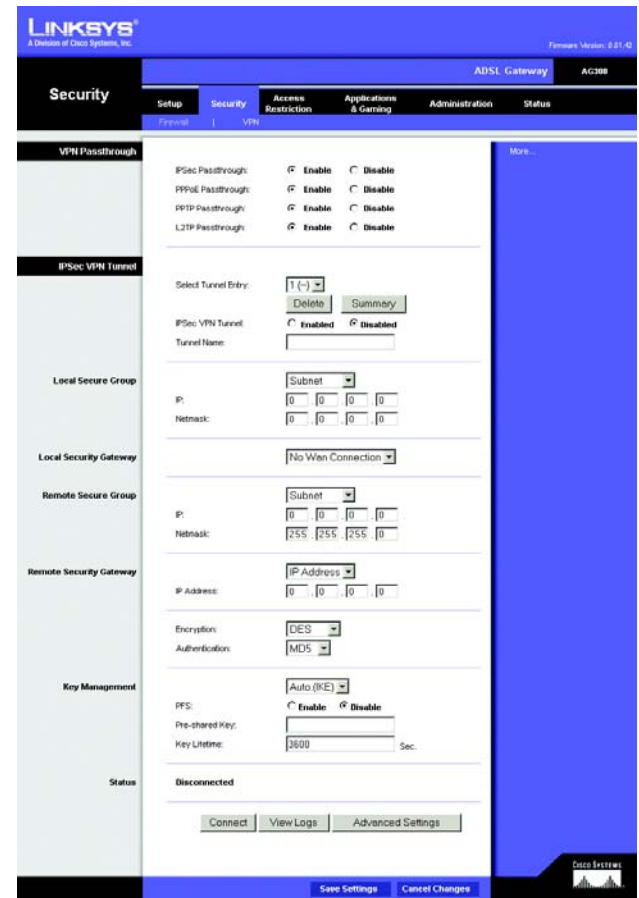 LINKSYS®
A Division of Cisco Systems, Inc.
Firmware Version: 0.01.42
ADSL Gateway AG300
Security
Setup Security Access Restriction Applications & Gaming Administration Status
Firewall | VPN
VPN Passthrough
More...
IPSec Passthrough: Enable Disable
PPPoE Passthrough: Enable Disable
PPTP Passthrough: Enable Disable
L2TP Passthrough: Enable Disable
IPSec VPN Tunnel
Select Tunnel Entry: 1 (--)
Delete Summary
IPSec VPN Tunnel: Enabled Disabled
Tunnel Name:
Local Secure Group Subnet
IP: 0 . 0 . 0 . 0
Netmask: 0 . 0 . 0 . 0
Local Security Gateway No Wan Connection
Remote Secure Group Subnet
IP: 0 . 0 . 0 . 0
Netmask: 255 . 255 . 255 . 0
Remote Security Gateway IP Address
IP Address: 0 . 0 . 0 . 0
Encryption: DES
Authentication: MD5
Key Management Auto.(IKE)
PFS: Enable Disable
Pre-shared Key:
Key Lifetime: 3600 Sec.
Status Disconnected
Connect View Logs Advanced Settings
Save Settings Cancel Changes
CISCO SYSTEMS